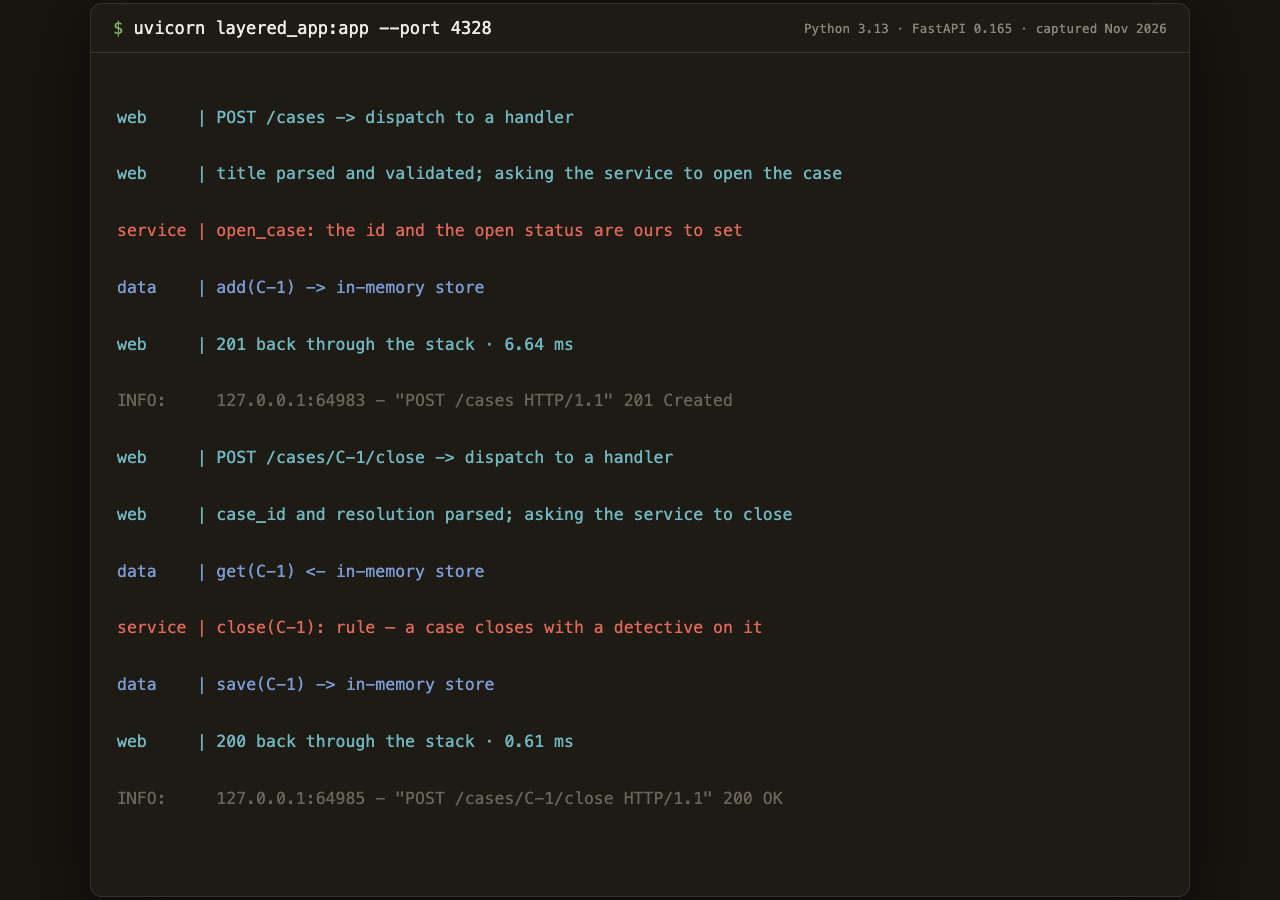 $ uvicorn layered_app:app --port 4328
Python 3.13 · FastAPI 0.165 · captured Nov 2026
web     | POST /cases -> dispatch to a handler
web     | title parsed and validated; asking the service to open the case
service | open_case: the id and the open status are ours to set
data    | add(C-1) -> in-memory store
web     | 201 back through the stack · 6.64 ms
INFO:     127.0.0.1:64983 - "POST /cases HTTP/1.1" 201 Created
web     | POST /cases/C-1/close -> dispatch to a handler
web     | case_id and resolution parsed; asking the service to close
data    | get(C-1) <- in-memory store
service | close(C-1): rule — a case closes with a detective on it
data    | save(C-1) -> in-memory store
web     | 200 back through the stack · 0.61 ms
INFO:     127.0.0.1:64985 - "POST /cases/C-1/close HTTP/1.1" 200 OK